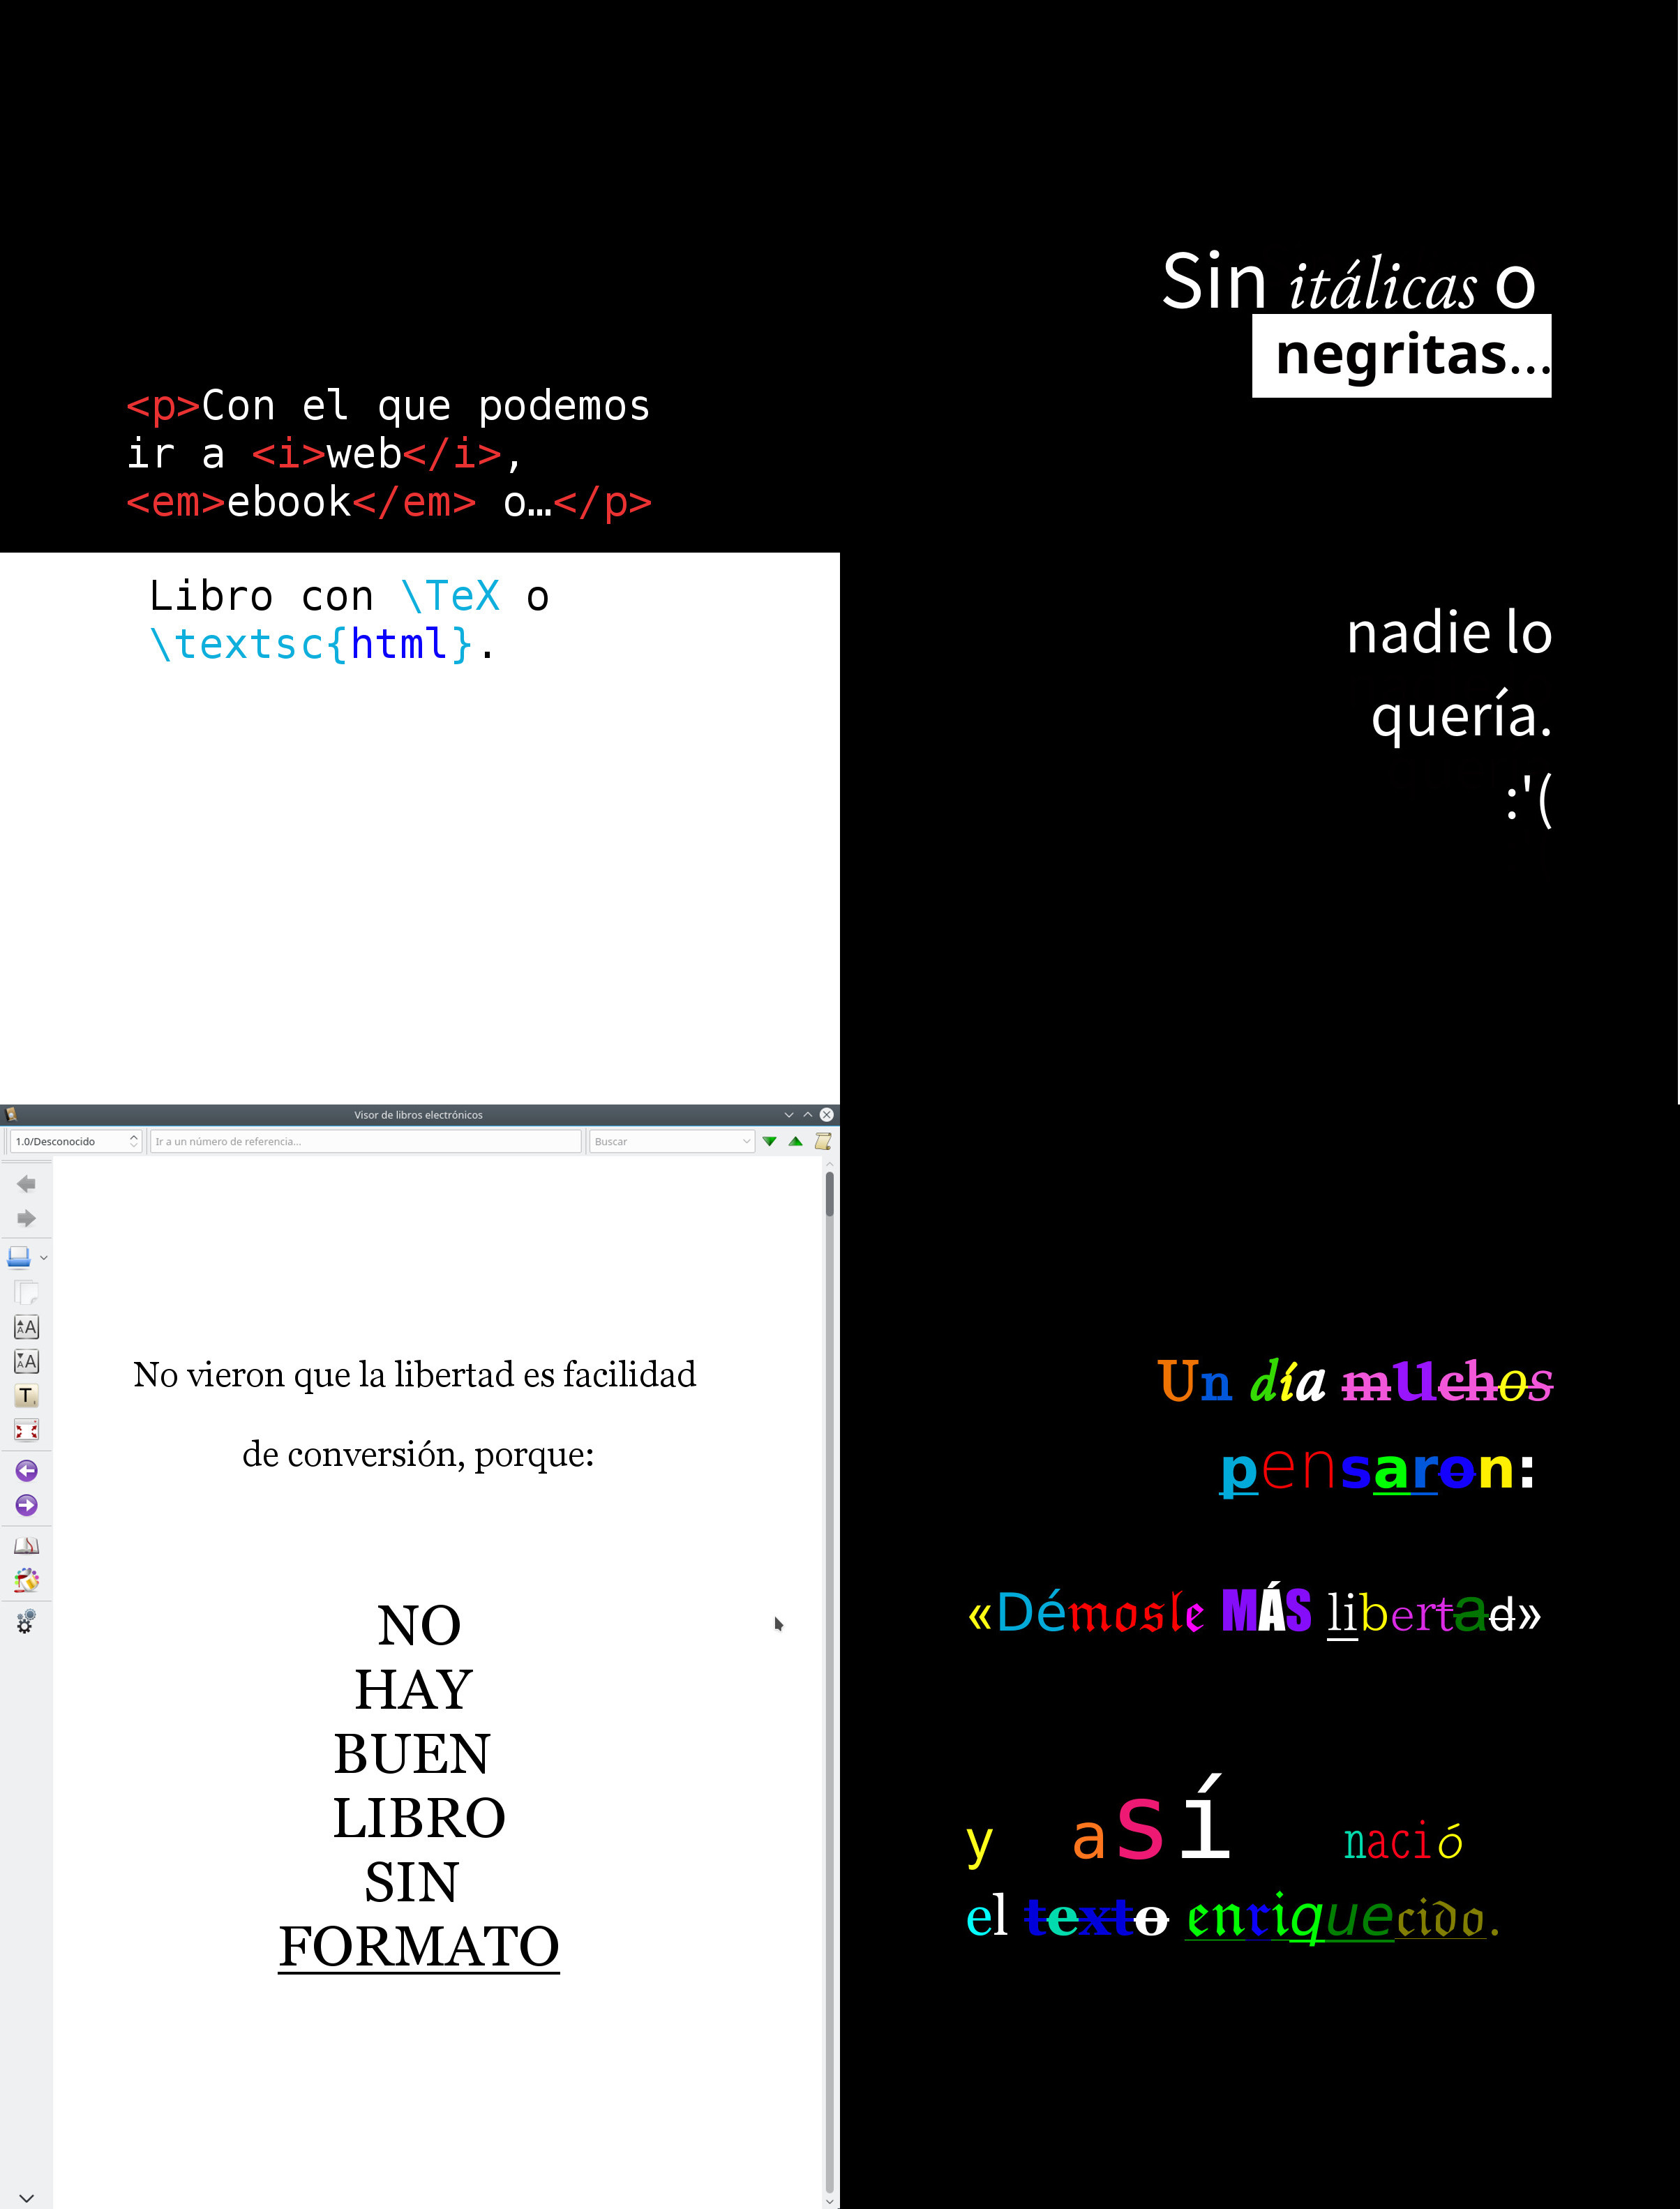 <p>Con el que podemos
ir a <i>web</i>,
<em>ebook</em> o…</p>
Libro con \TeX o
\textsc{html}.
Sin itálicas o
negritas...
nadie lo
quería.
:'(
Visor de libros electrónicos
1.0/Desconocido
Ir a un número de referencia...
Buscar
No vieron que la libertad es facilidad
de conversión, porque:
NO
HAY
BUEN
LIBRO
SIN
FORMATO
Un día muchos
pensaron:
«Démosle MÁS libertad»
y así nació
el texto enriquecido.